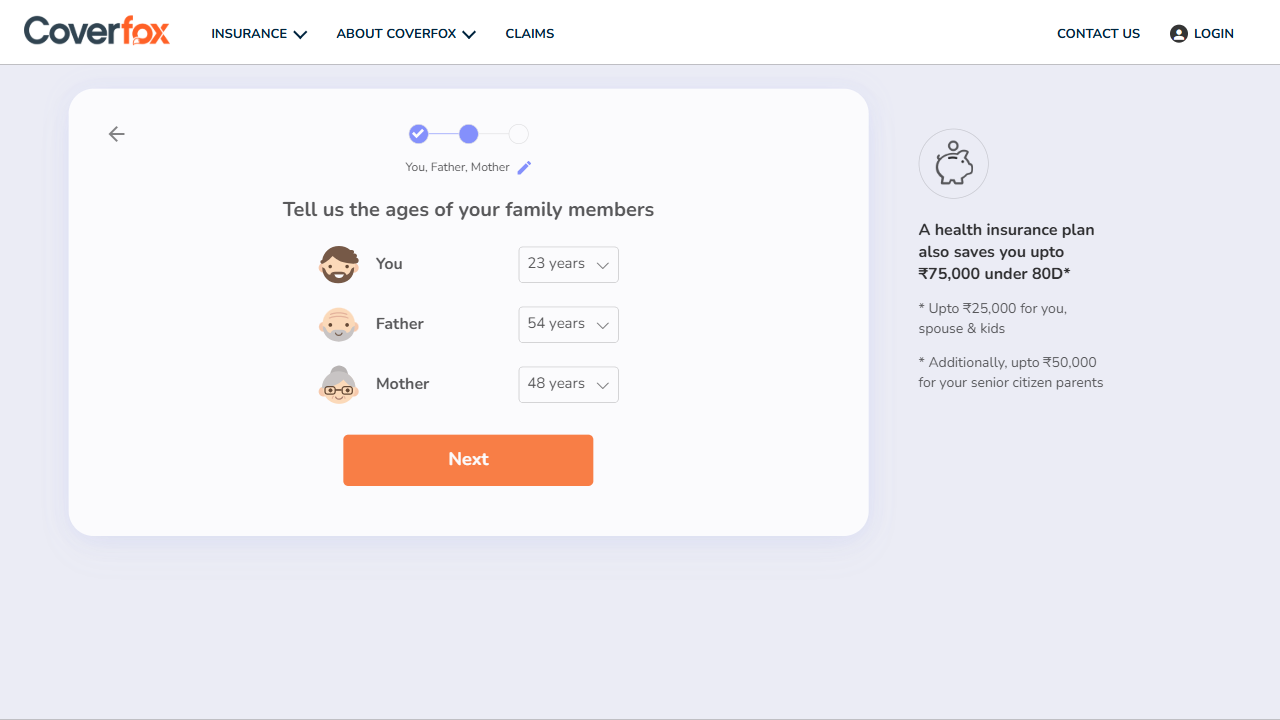 Coverfox
INSURANCE
ABOUT COVERFOX
CLAIMS
CONTACT US
LOGIN
You, Father, Mother
Tell us the ages of your family members
You
23 years
Father
54 years
Mother
48 years
Next
A health insurance plan
also saves you upto
₹75,000 under 80D*
* Upto ₹25,000 for you,
spouse & kids
* Additionally, upto ₹50,000
for your senior citizen parents